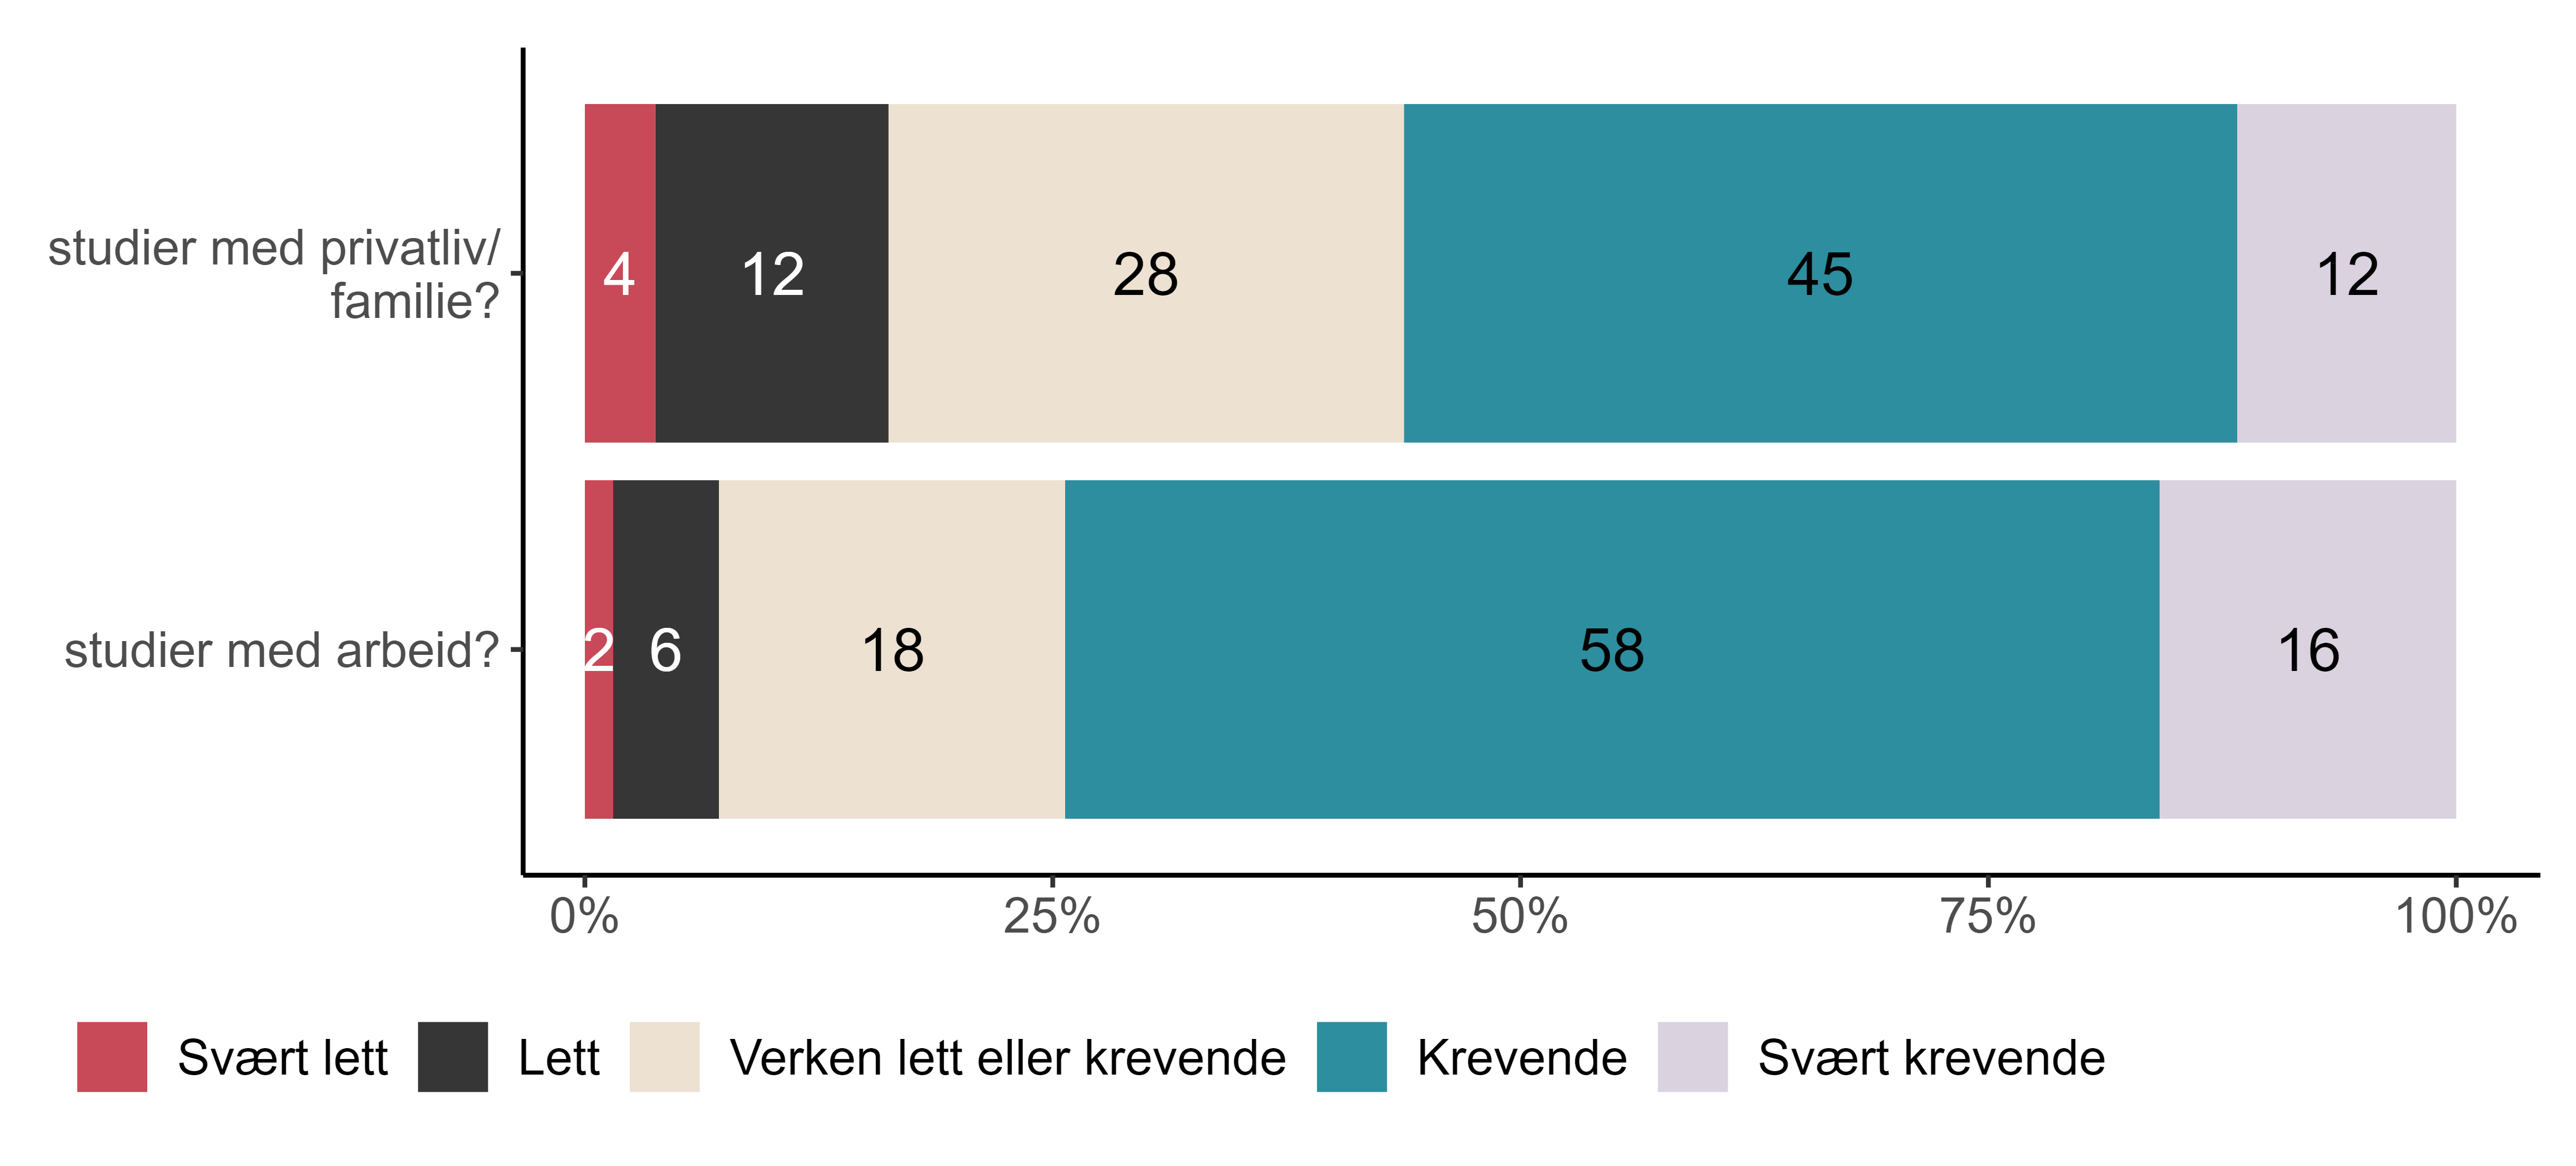 studier med privatliv/
familie?
4 12 28 45 12
studier med arbeid?
2 6 18 58 16
0% 25% 50% 75% 100%
Svært lett Lett Verken lett eller krevende Krevende Svært krevende